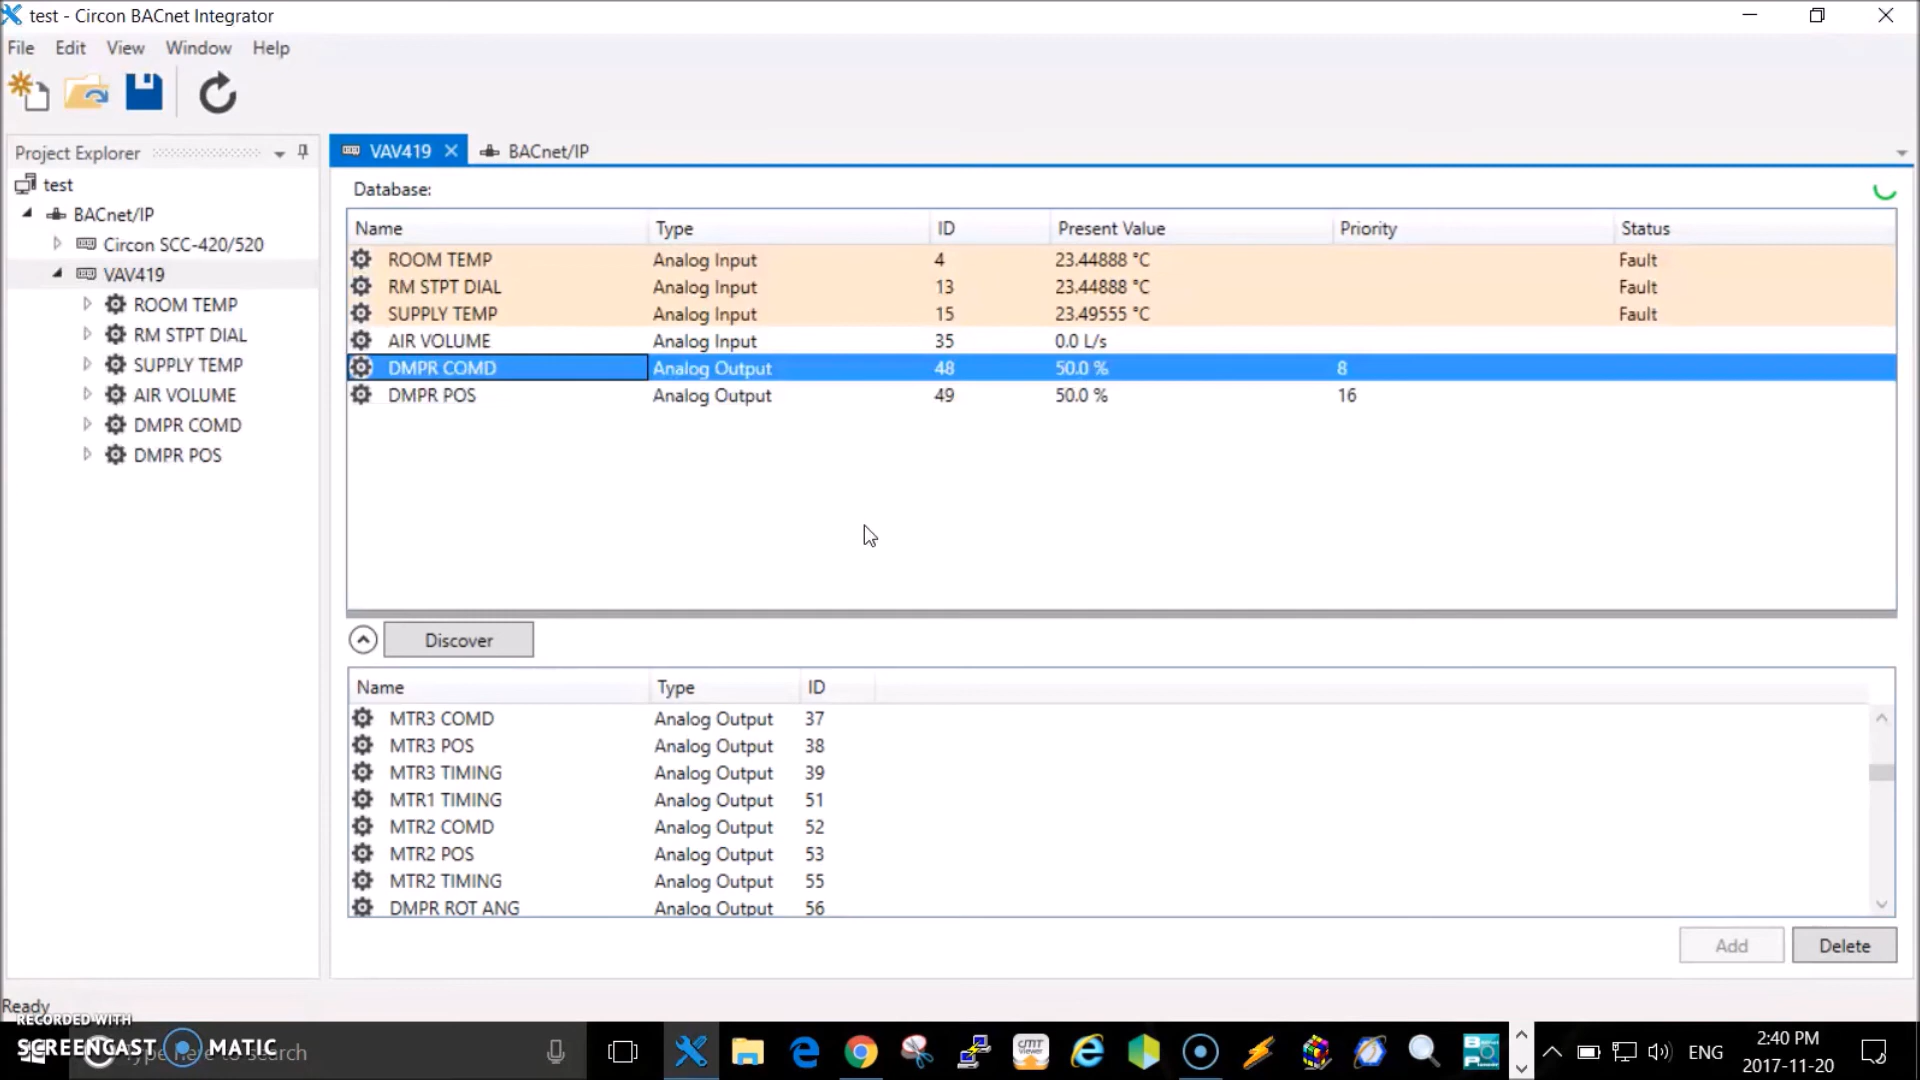 test - Circon BACnet Integrator
File Edit View Window Help
Project Explorer
test
BACnet/IP
Circon SCC-420/520
VAV419
ROOM TEMP
RM STPT DIAL
SUPPLY TEMP
AIR VOLUME
DMPR COMD
DMPR POS
VAV419 BACnet/IP
Database:
Name Type ID Present Value Priority Status
ROOM TEMP Analog Input 4 23.44888 °C Fault
RM STPT DIAL Analog Input 13 23.44888 °C Fault
SUPPLY TEMP Analog Input 15 23.49555 °C Fault
AIR VOLUME Analog Input 35 0.0 L/s
DMPR COMD Analog Output 48 50.0 % 8
DMPR POS Analog Output 49 50.0 % 16
Discover
Name Type ID
MTR3 COMD Analog Output 37
MTR3 POS Analog Output 38
MTR3 TIMING Analog Output 39
MTR1 TIMING Analog Output 51
MTR2 COMD Analog Output 52
MTR2 POS Analog Output 53
MTR2 TIMING Analog Output 55
DMPR ROT ANG Analog Output 56
Add Delete
Ready
RECORDED WITH
SCREENCAST MATIC
Type here to search
cMT Viewer
ENG
2:40 PM
2017-11-20